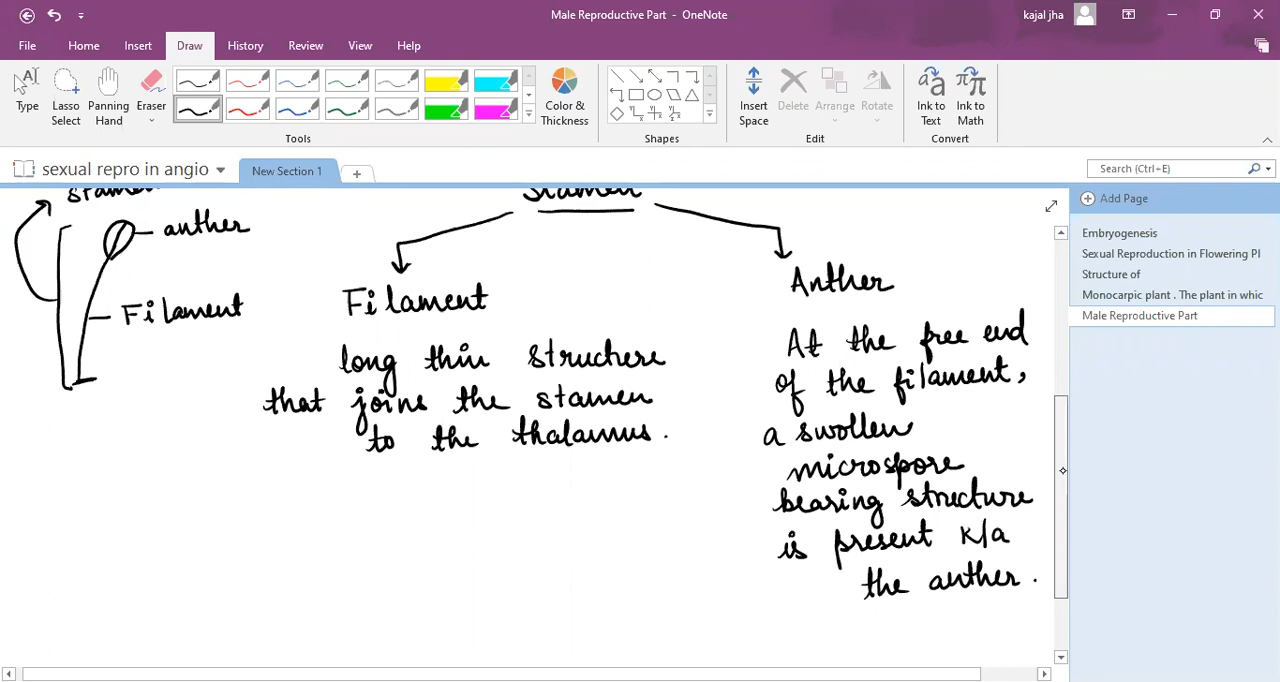 Male Reproductive Part - OneNote
kajal jha
File Home Insert Draw History Review View Help
Type
Lasso Select
Panning Hand
Eraser
Tools
Color & Thickness
Shapes
Insert Space
Delete
Arrange
Rotate
Edit
Ink to Text
Ink to Math
Convert
sexual repro in angio
New Section 1
Search (Ctrl+E)
Add Page
Embryogenesis
Sexual Reproduction in Flowering Pl
Structure of
Monocarpic plant . The plant in whic
Male Reproductive Part
stamen
anther
Filament
Stamen
Filament
long thin structure
that joins the stamen
to the thalamus.
Anther
At the free end
of the filament,
a swollen
microspore
bearing structure
is present k/a
the anther.